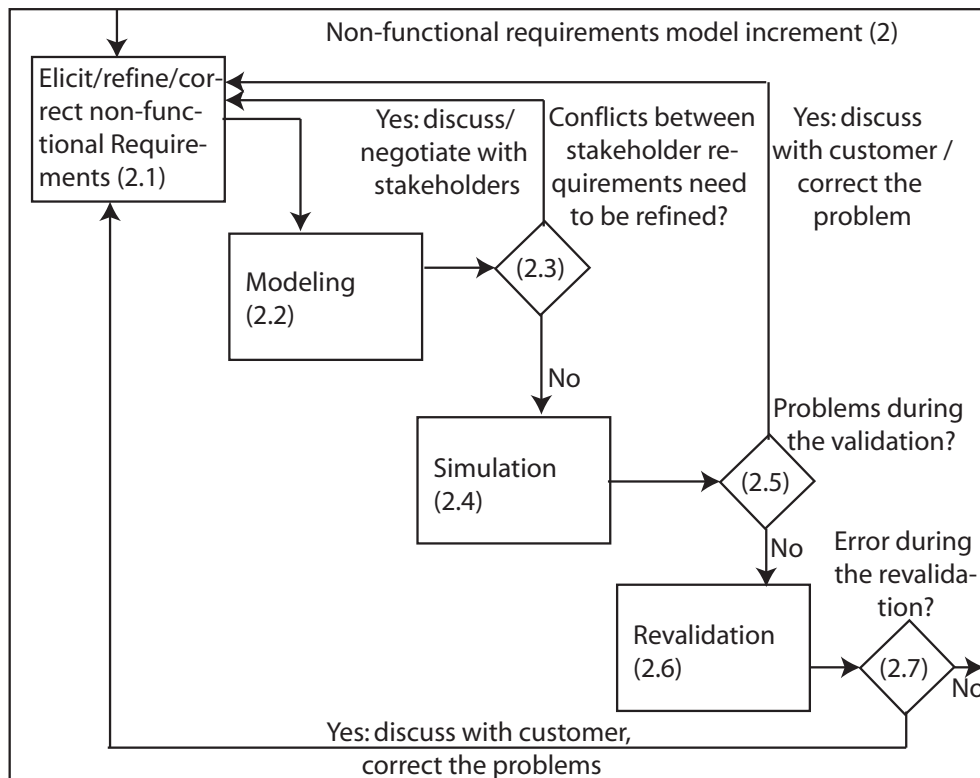 Non-functional requirements model increment (2)
Elicit/refine/cor-
rect non-func-
tional Require-
ments (2.1)
Yes: discuss/
negotiate with
stakeholders
Conflicts between
stakeholder re-
quirements need
to be refined?
Yes: discuss
with customer /
correct the
problem
Modeling
(2.2)
(2.3)
No
Simulation
(2.4)
Problems during
the validation?
(2.5)
No
Error during
the revalida-
tion?
Revalidation
(2.6)
(2.7)
No
Yes: discuss with customer,
correct the problems